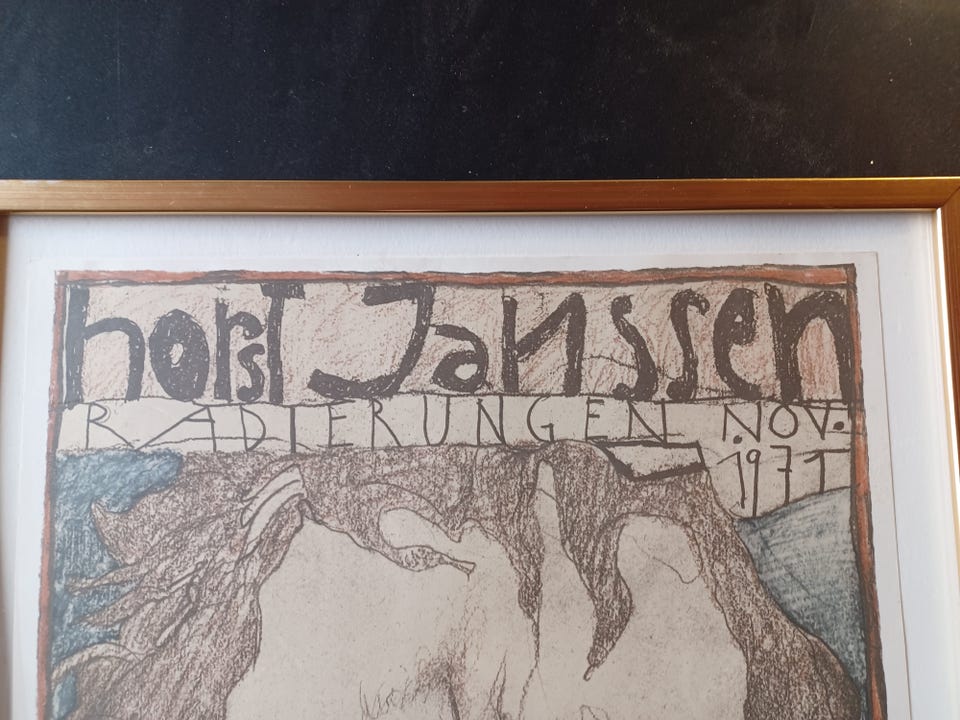 horst Janssen
RADIERUNGEN NOV.
1971